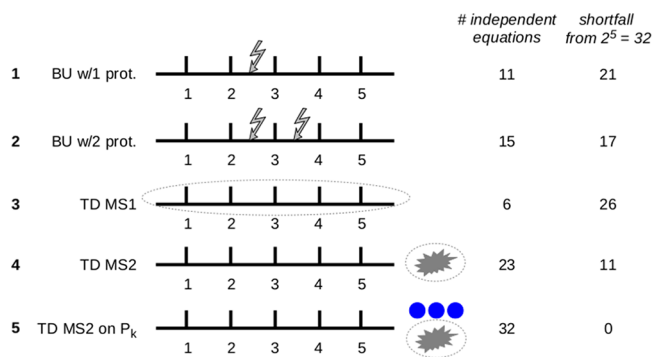 # independent equations
shortfall from 2⁵ = 32
1 BU w/1 prot. 11 21
1 2 3 4 5
2 BU w/2 prot. 15 17
1 2 3 4 5
3 TD MS1 6 26
1 2 3 4 5
4 TD MS2 23 11
1 2 3 4 5
5 TD MS2 on Pₖ 32 0
1 2 3 4 5